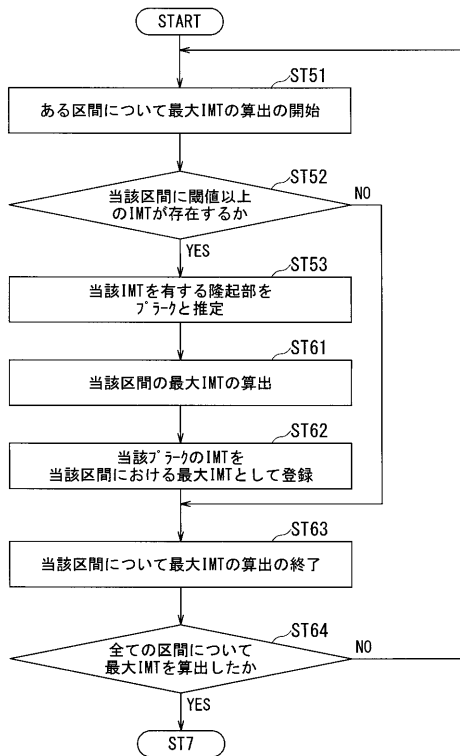 START
ST51
ある区間について最大IMTの算出の開始
ST52
当該区間に閾値以上
のIMTが存在するか
NO
YES
ST53
当該IMTを有する隆起部を
ﾌﾟﾗｰｸと推定
ST61
当該区間の最大IMTの算出
ST62
当該ﾌﾟﾗｰｸのIMTを
当該区間における最大IMTとして登録
ST63
当該区間について最大IMTの算出の終了
ST64
全ての区間について
最大IMTを算出したか
NO
YES
ST7